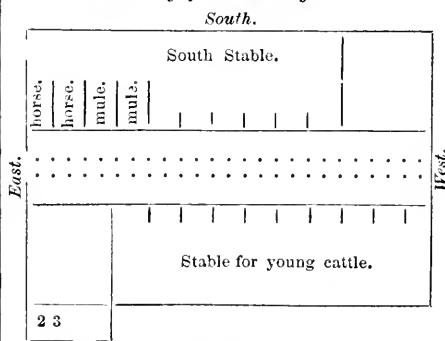 South.
South Stable.
horse.
horse.
mule.
mule.
East.
West.
Stable for young cattle.
2 3